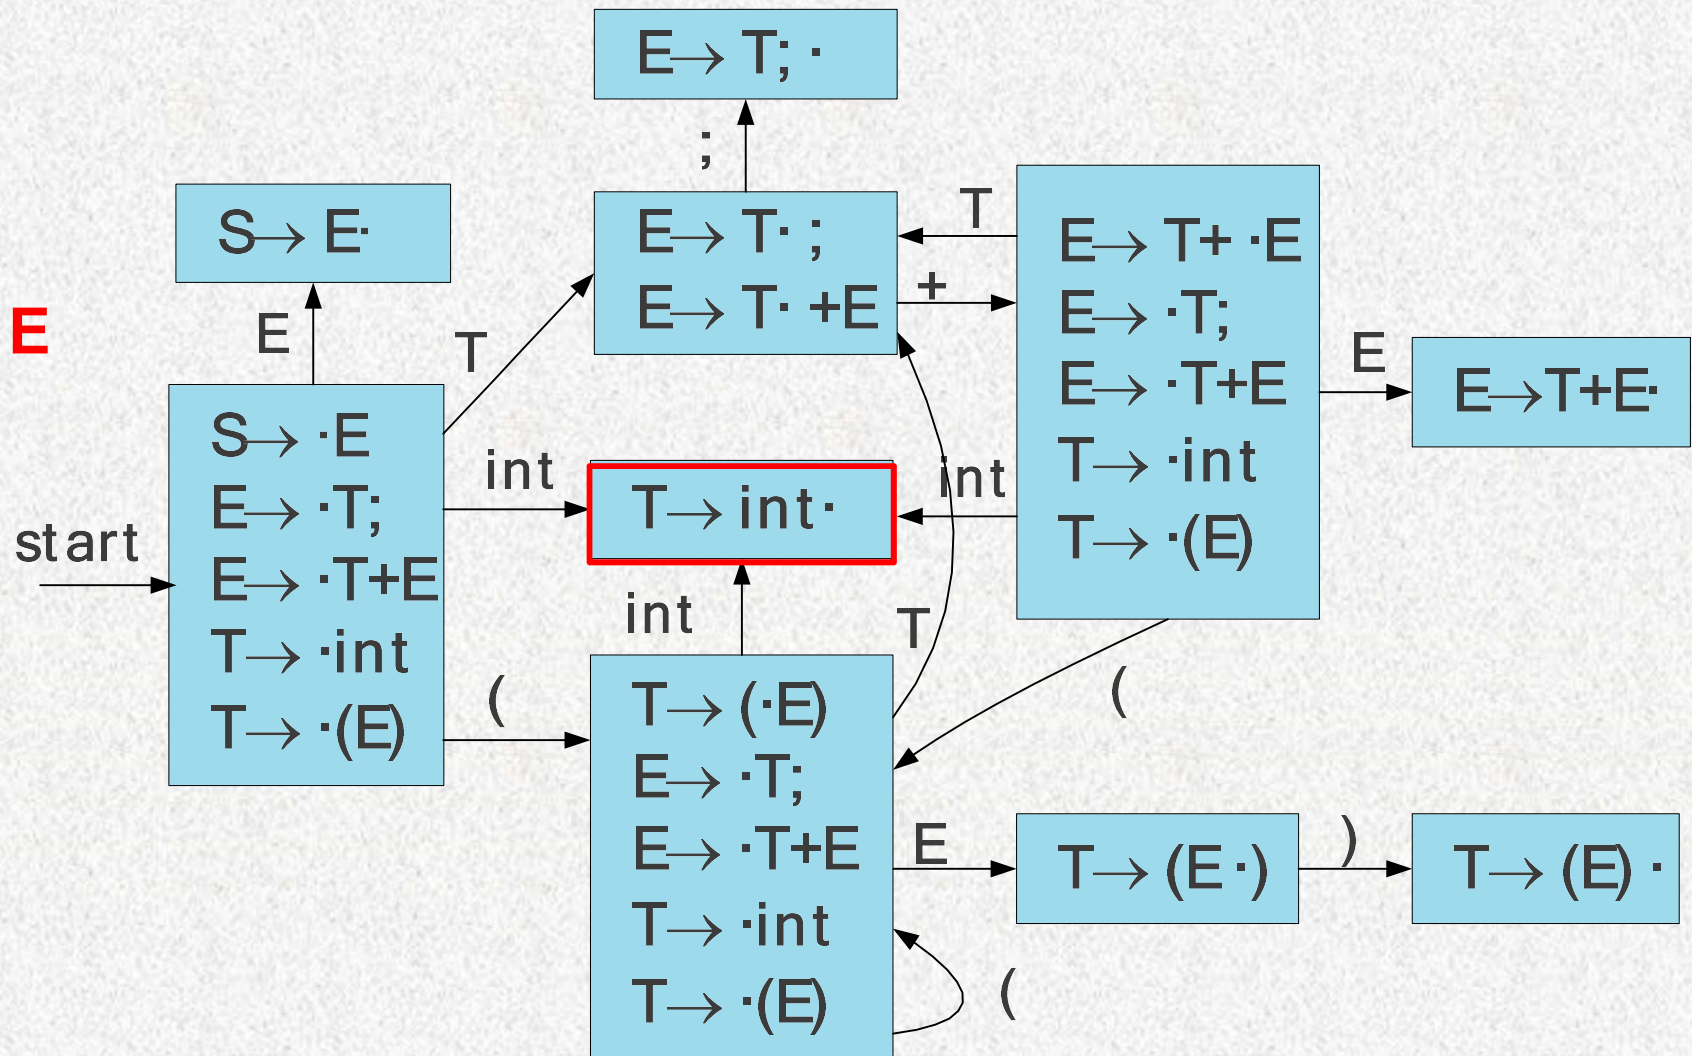 E→ T; ·
;
S→ E·
E→ T· ;
E→ T· +E
T
+
E→ T+ ·E
E→ ·T;
E→ ·T+E
T→ ·int
T→ ·(E)
E
E→T+E·
E
E
T
start
S→ ·E
E→ ·T;
E→ ·T+E
T→ ·int
T→ ·(E)
int
T→ int·
int
int
T
(
(
T→ (·E)
E→ ·T;
E→ ·T+E
T→ ·int
T→ ·(E)
E
T→ (E·)
)
T→ (E) ·
(